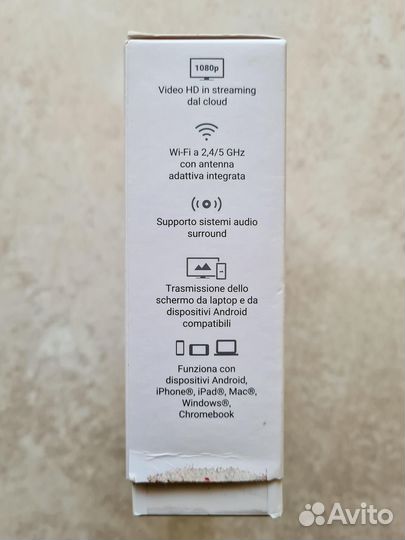 1080p
Video HD in streaming
dal cloud
Wi-Fi a 2,4/5 GHz
con antenna
adattiva integrata
Supporto sistemi audio
surround
Trasmissione dello
schermo da laptop e da
dispositivi Android
compatibili
Funziona con
dispositivi Android,
iPhone®, iPad®, Mac®,
Windows®,
Chromebook
Avito